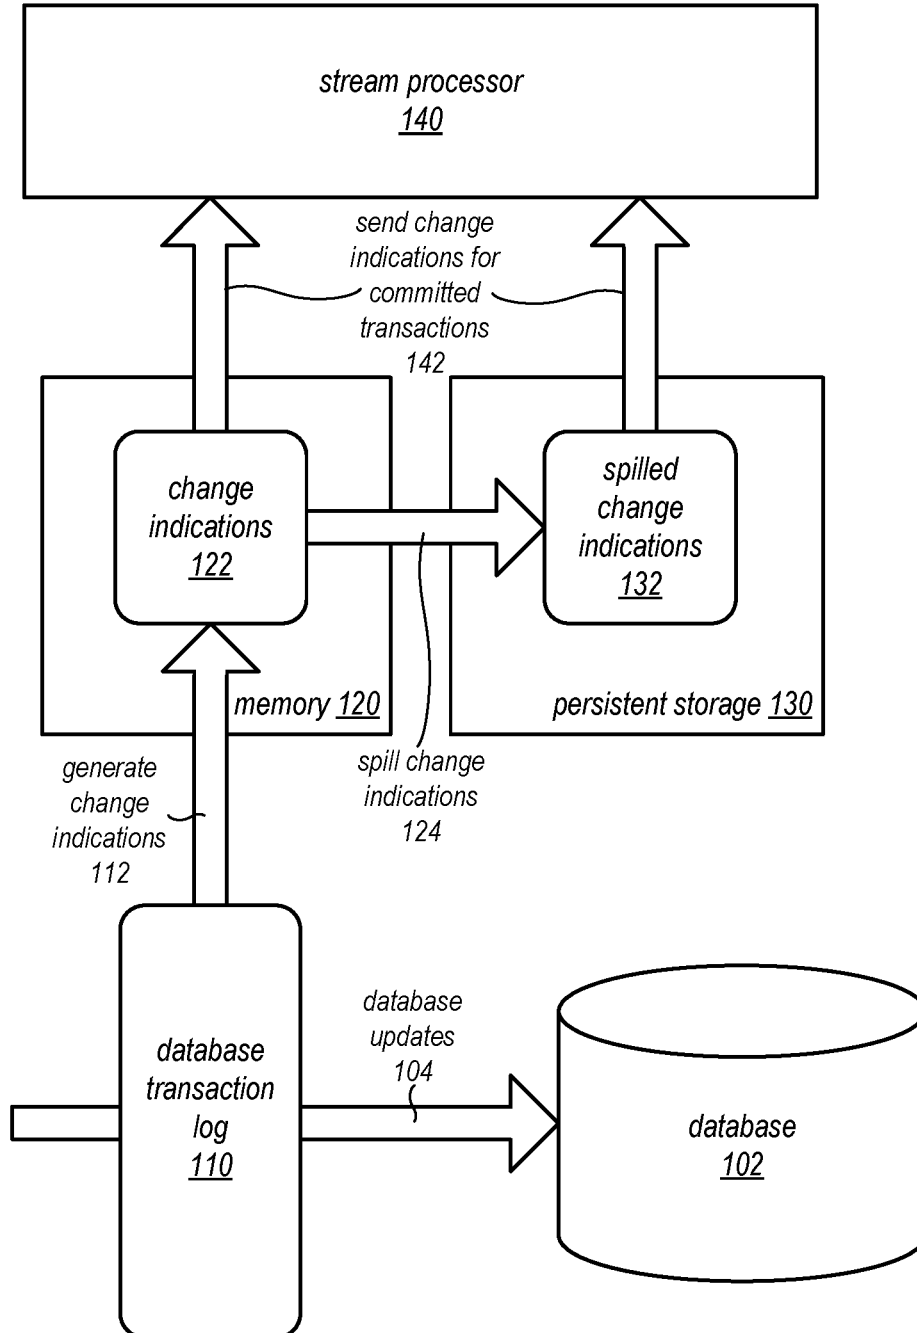 stream processor
140
send change
indications for
committed
transactions
142
change
indications
122
spilled
change
indications
132
memory 120
persistent storage 130
generate
change
indications
112
spill change
indications
124
database
transaction
log
110
database
updates
104
database
102